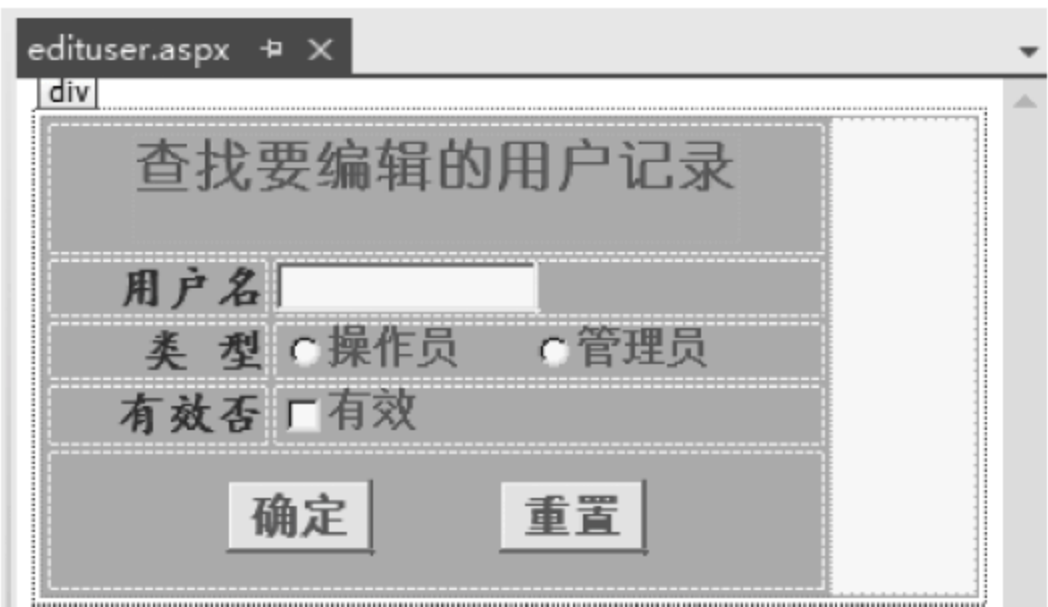 edituser.aspx
div
查找要编辑的用户记录
用户名
类 型 操作员 管理员
有效否 有效
确定 重置